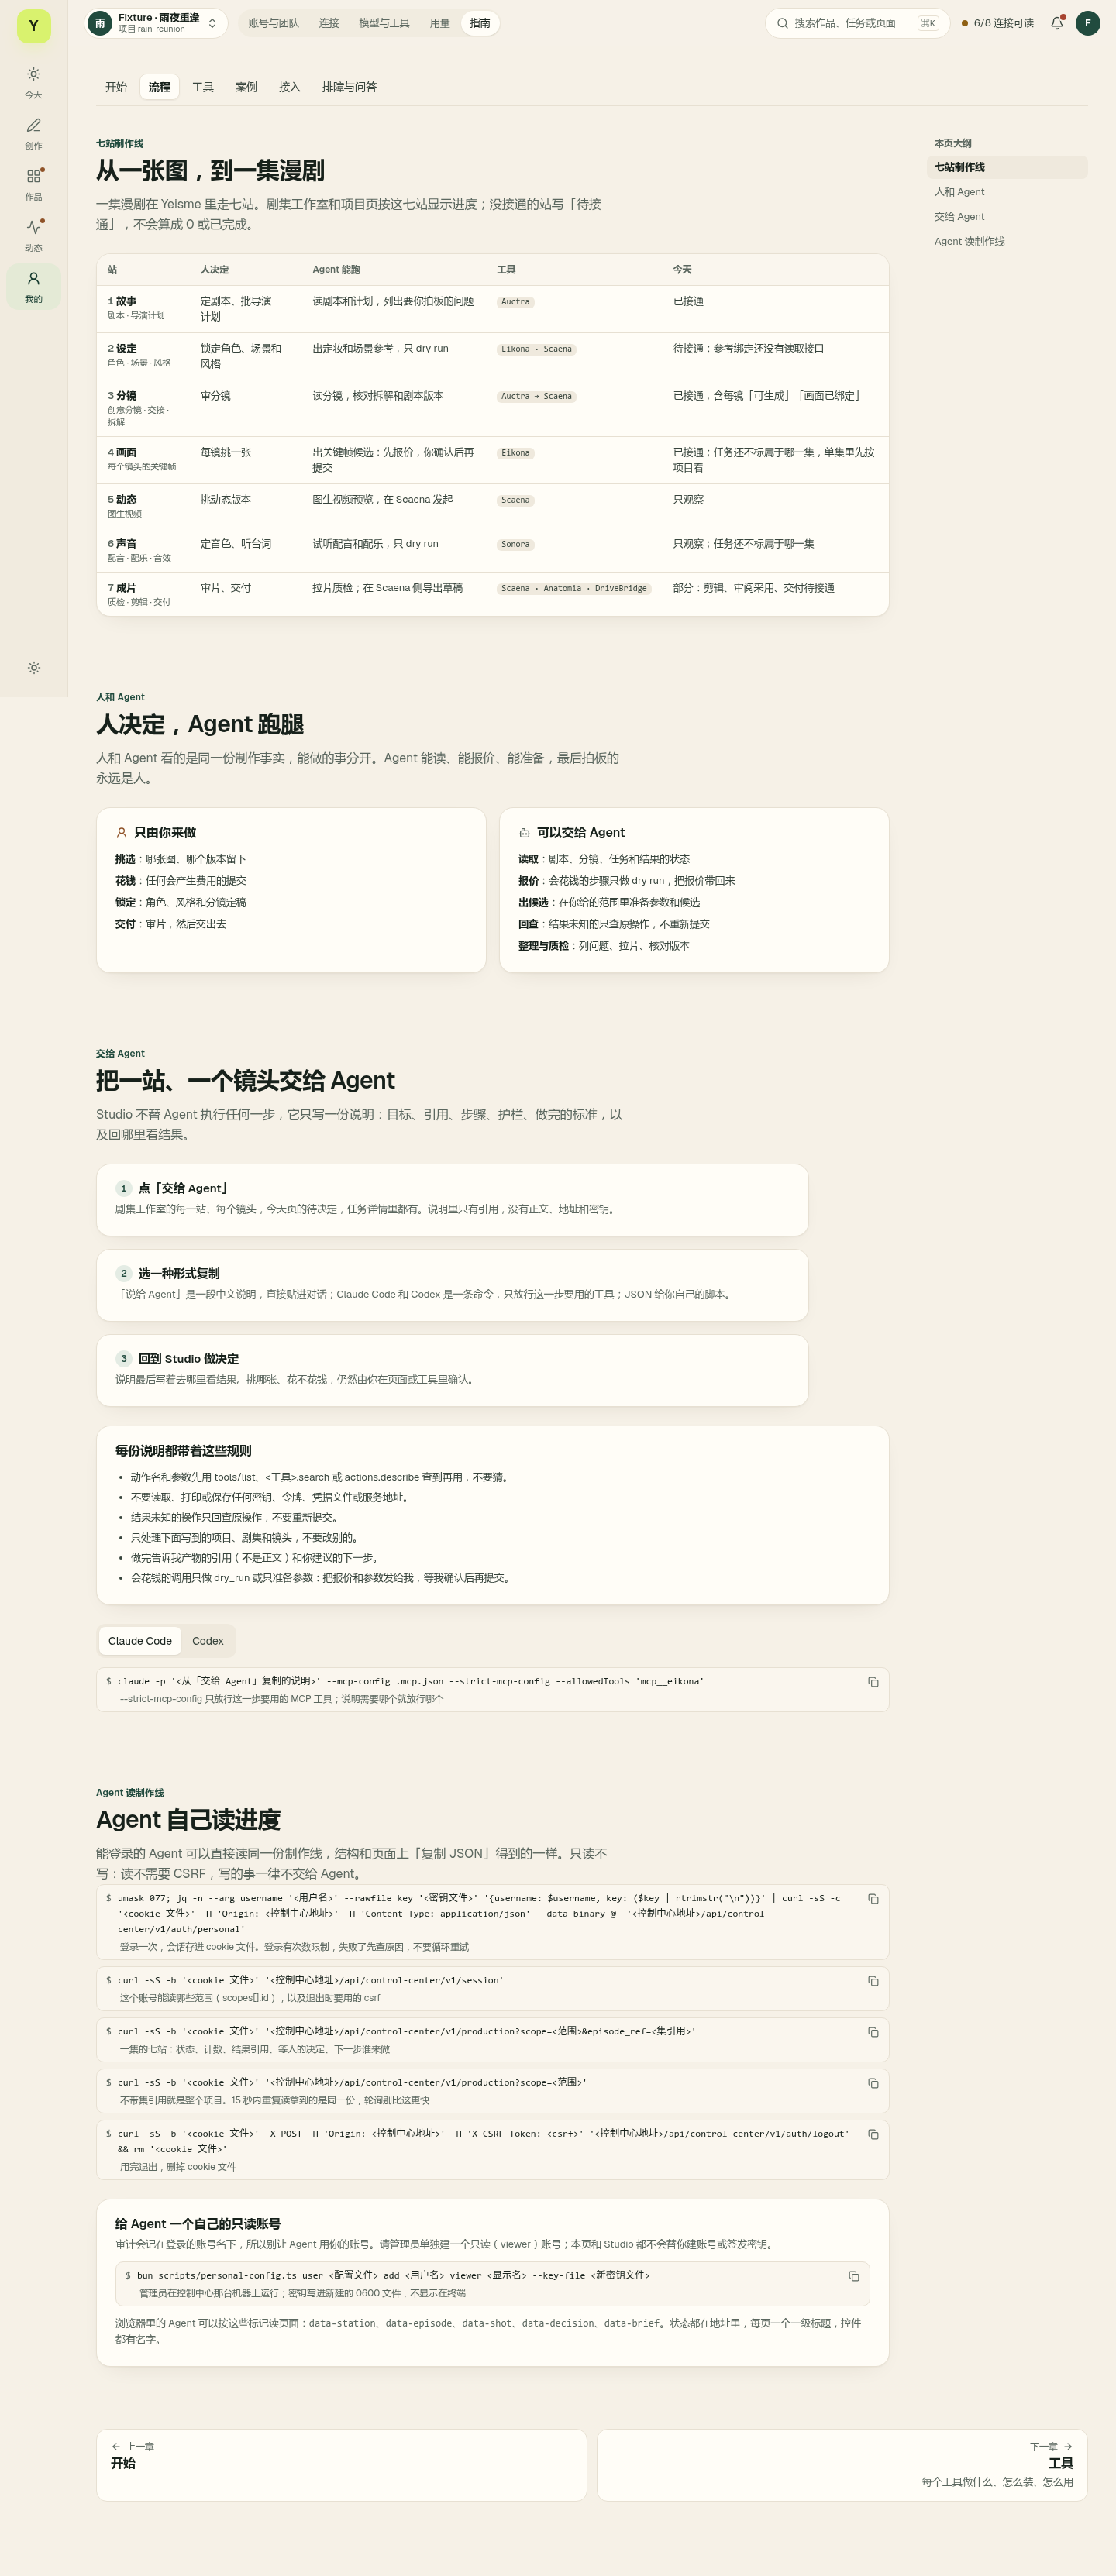 Y
雨
Fixture · 雨夜重逢
项目 rain-reunion
账号与团队
连接
模型与工具
用量
指南
搜索作品、任务或页面
⌘K
6/8 连接可读
F
今天
创作
作品
动态
我的
开始
流程
工具
案例
接入
排障与问答
七站制作线
从一张图，到一集漫剧
一集漫剧在 Yeisme 里走七站。剧集工作室和项目页按这七站显示进度；没接通的站写「待接
通」，不会算成 0 或已完成。
本页大纲
七站制作线
人和 Agent
交给 Agent
Agent 读制作线
站
人决定
Agent 能跑
工具
今天
1 故事
剧本 · 导演计划
定剧本、批导演
计划
读剧本和计划，列出要你拍板的问题
Auctra
已接通
2 设定
角色 · 场景 · 风格
锁定角色、场景和
风格
出定妆和场景参考，只 dry run
Eikona · Scaena
待接通：参考绑定还没有读取接口
3 分镜
创意分镜 · 交接 ·
拆解
审分镜
读分镜，核对拆解和剧本版本
Auctra → Scaena
已接通，含每镜「可生成」「画面已绑定」
4 画面
每个镜头的关键帧
每镜挑一张
出关键帧候选：先报价，你确认后再
提交
Eikona
已接通；任务还不标属于哪一集，单集里先按
项目看
5 动态
图生视频
挑动态版本
图生视频预览，在 Scaena 发起
Scaena
只观察
6 声音
配音 · 配乐 · 音效
定音色、听台词
试听配音和配乐，只 dry run
Sonora
只观察；任务还不标属于哪一集
7 成片
质检 · 剪辑 · 交付
审片、交付
拉片质检；在 Scaena 侧导出草稿
Scaena · Anatomia · DriveBridge
部分：剪辑、审阅采用、交付待接通
人和 Agent
人决定，Agent 跑腿
人和 Agent 看的是同一份制作事实，能做的事分开。Agent 能读、能报价、能准备，最后拍板的
永远是人。
只由你来做
挑选：哪张图、哪个版本留下
花钱：任何会产生费用的提交
锁定：角色、风格和分镜定稿
交付：审片，然后交出去
可以交给 Agent
读取：剧本、分镜、任务和结果的状态
报价：会花钱的步骤只做 dry run，把报价带回来
出候选：在你给的范围里准备参数和候选
回查：结果未知的只查原操作，不重新提交
整理与质检：列问题、拉片、核对版本
交给 Agent
把一站、一个镜头交给 Agent
Studio 不替 Agent 执行任何一步，它只写一份说明：目标、引用、步骤、护栏、做完的标准，以
及回哪里看结果。
1 点「交给 Agent」
剧集工作室的每一站、每个镜头，今天页的待决定，任务详情里都有。说明里只有引用，没有正文、地址和密钥。
2 选一种形式复制
「说给 Agent」是一段中文说明，直接贴进对话；Claude Code 和 Codex 是一条命令，只放行这一步要用的工具；JSON 给你自己的脚本。
3 回到 Studio 做决定
说明最后写着去哪里看结果。挑哪张、花不花钱，仍然由你在页面或工具里确认。
每份说明都带着这些规则
• 动作名和参数先用 tools/list、<工具>.search 或 actions.describe 查到再用，不要猜。
• 不要读取、打印或保存任何密钥、令牌、凭据文件或服务地址。
• 结果未知的操作只回查原操作，不要重新提交。
• 只处理下面写到的项目、剧集和镜头，不要改别的。
• 做完告诉我产物的引用（不是正文）和你建议的下一步。
• 会花钱的调用只做 dry_run 或只准备参数：把报价和参数发给我，等我确认后再提交。
Claude Code
Codex
$ claude -p '<从「交给 Agent」复制的说明>' --mcp-config .mcp.json --strict-mcp-config --allowedTools 'mcp__eikona'
--strict-mcp-config 只放行这一步要用的 MCP 工具；说明需要哪个就放行哪个
Agent 读制作线
Agent 自己读进度
能登录的 Agent 可以直接读同一份制作线，结构和页面上「复制 JSON」得到的一样。只读不
写：读不需要 CSRF，写的事一律不交给 Agent。
$ umask 077; jq -n --arg username '<用户名>' --rawfile key '<密钥文件>' '{username: $username, key: ($key | rtrimstr("\n"))}' | curl -sS -c
'<cookie 文件>' -H 'Origin: <控制中心地址>' -H 'Content-Type: application/json' --data-binary @- '<控制中心地址>/api/control-
center/v1/auth/personal'
登录一次，会话存进 cookie 文件。登录有次数限制，失败了先查原因，不要循环重试
$ curl -sS -b '<cookie 文件>' '<控制中心地址>/api/control-center/v1/session'
这个账号能读哪些范围（scopes[].id），以及退出时要用的 csrf
$ curl -sS -b '<cookie 文件>' '<控制中心地址>/api/control-center/v1/production?scope=<范围>&episode_ref=<集引用>'
一集的七站：状态、计数、结果引用、等人的决定、下一步谁来做
$ curl -sS -b '<cookie 文件>' '<控制中心地址>/api/control-center/v1/production?scope=<范围>'
不带集引用就是整个项目。15 秒内重复读拿到的是同一份，轮询别比这更快
$ curl -sS -b '<cookie 文件>' -X POST -H 'Origin: <控制中心地址>' -H 'X-CSRF-Token: <csrf>' '<控制中心地址>/api/control-center/v1/auth/logout'
&& rm '<cookie 文件>'
用完退出，删掉 cookie 文件
给 Agent 一个自己的只读账号
审计会记在登录的账号名下，所以别让 Agent 用你的账号。请管理员单独建一个只读（viewer）账号；本页和 Studio 都不会替你建账号或签发密钥。
$ bun scripts/personal-config.ts user <配置文件> add <用户名> viewer <显示名> --key-file <新密钥文件>
管理员在控制中心那台机器上运行；密钥写进新建的 0600 文件，不显示在终端
浏览器里的 Agent 可以按这些标记读页面：data-station、data-episode、data-shot、data-decision、data-brief。状态都在地址里，每页一个一级标题，控件
都有名字。
← 上一章
开始
下一章 →
工具
每个工具做什么、怎么装、怎么用